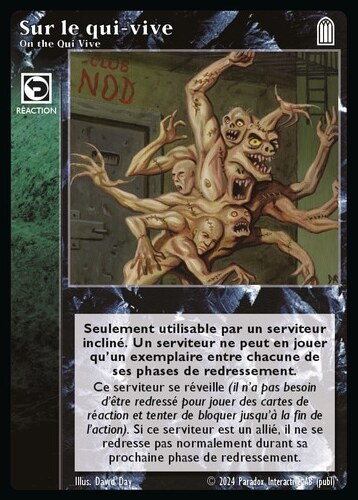 Sur le qui-vive
On the Qui Vive
RÉACTION
CLUB
NOD
Seulement utilisable par un serviteur
incliné. Un serviteur ne peut en jouer
qu'un exemplaire entre chacune de
ses phases de redressement.
Ce serviteur se réveille (il n'a pas besoin
d'être redressé pour jouer des cartes de
réaction et tenter de bloquer jusqu'à la fin de
l'action). Si ce serviteur est un allié, il ne se
redresse pas normalement durant sa
prochaine phase de redressement.
Illus. David Day
© 2024 Paradox Interactive AB (publ)